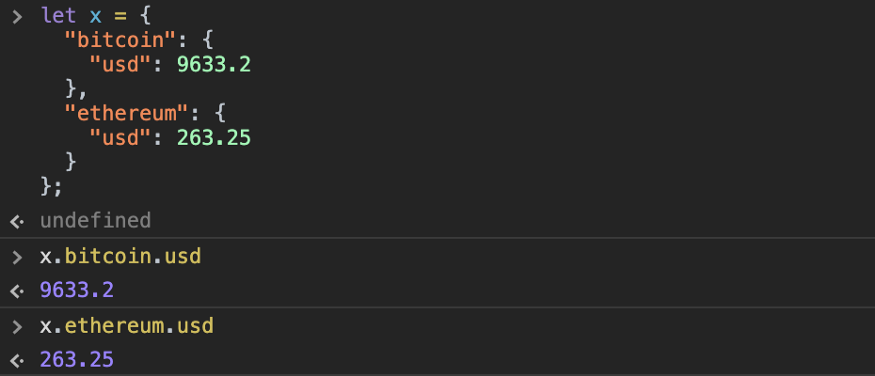 > let x = {
  "bitcoin": {
    "usd": 9633.2
  },
  "ethereum": {
    "usd": 263.25
  }
};
undefined
> x.bitcoin.usd
9633.2
> x.ethereum.usd
263.25